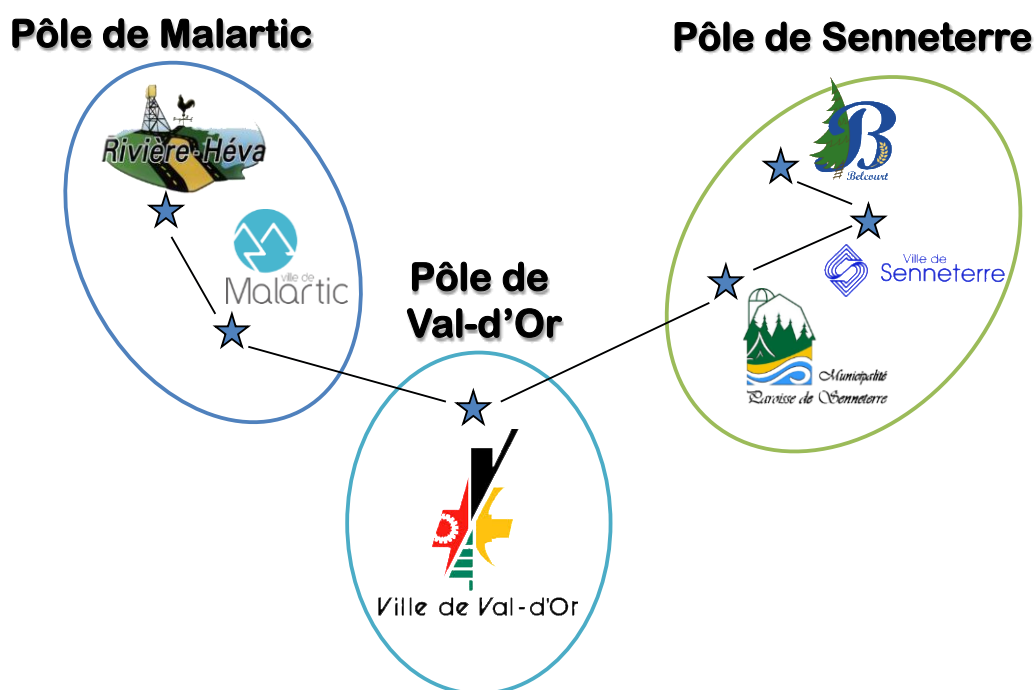 Pôle de Malartic
Pôle de Senneterre
Rivière-Héva
B
Belcourt
ville de
Malartic
Ville de
Senneterre
Pôle de
Val-d’Or
Municipalité
Paroisse de Senneterre
Ville de Val-d'Or